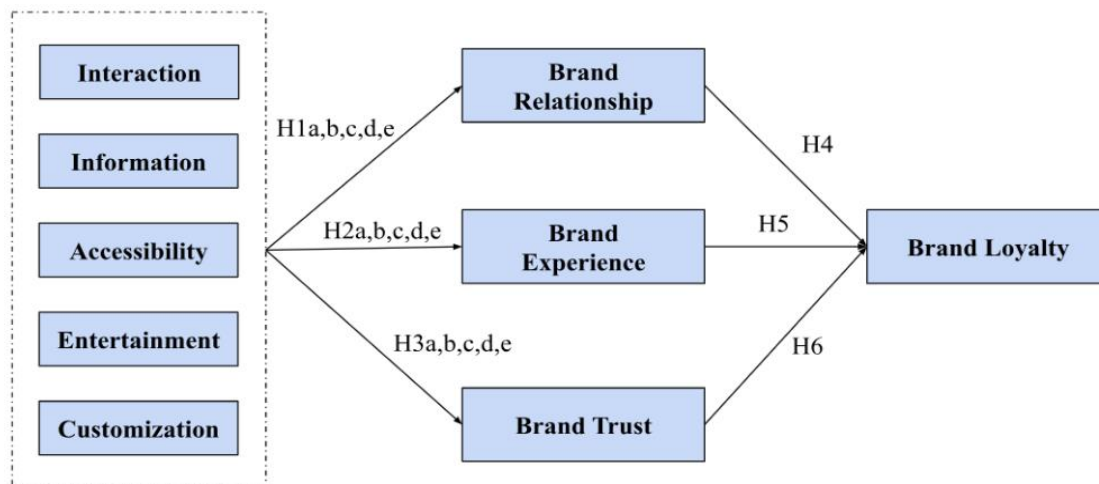 Interaction
Information
Accessibility
Entertainment
Customization
H1a,b,c,d,e
H2a,b,c,d,e
H3a,b,c,d,e
Brand
Relationship
Brand
Experience
Brand Trust
H4
H5
H6
Brand Loyalty